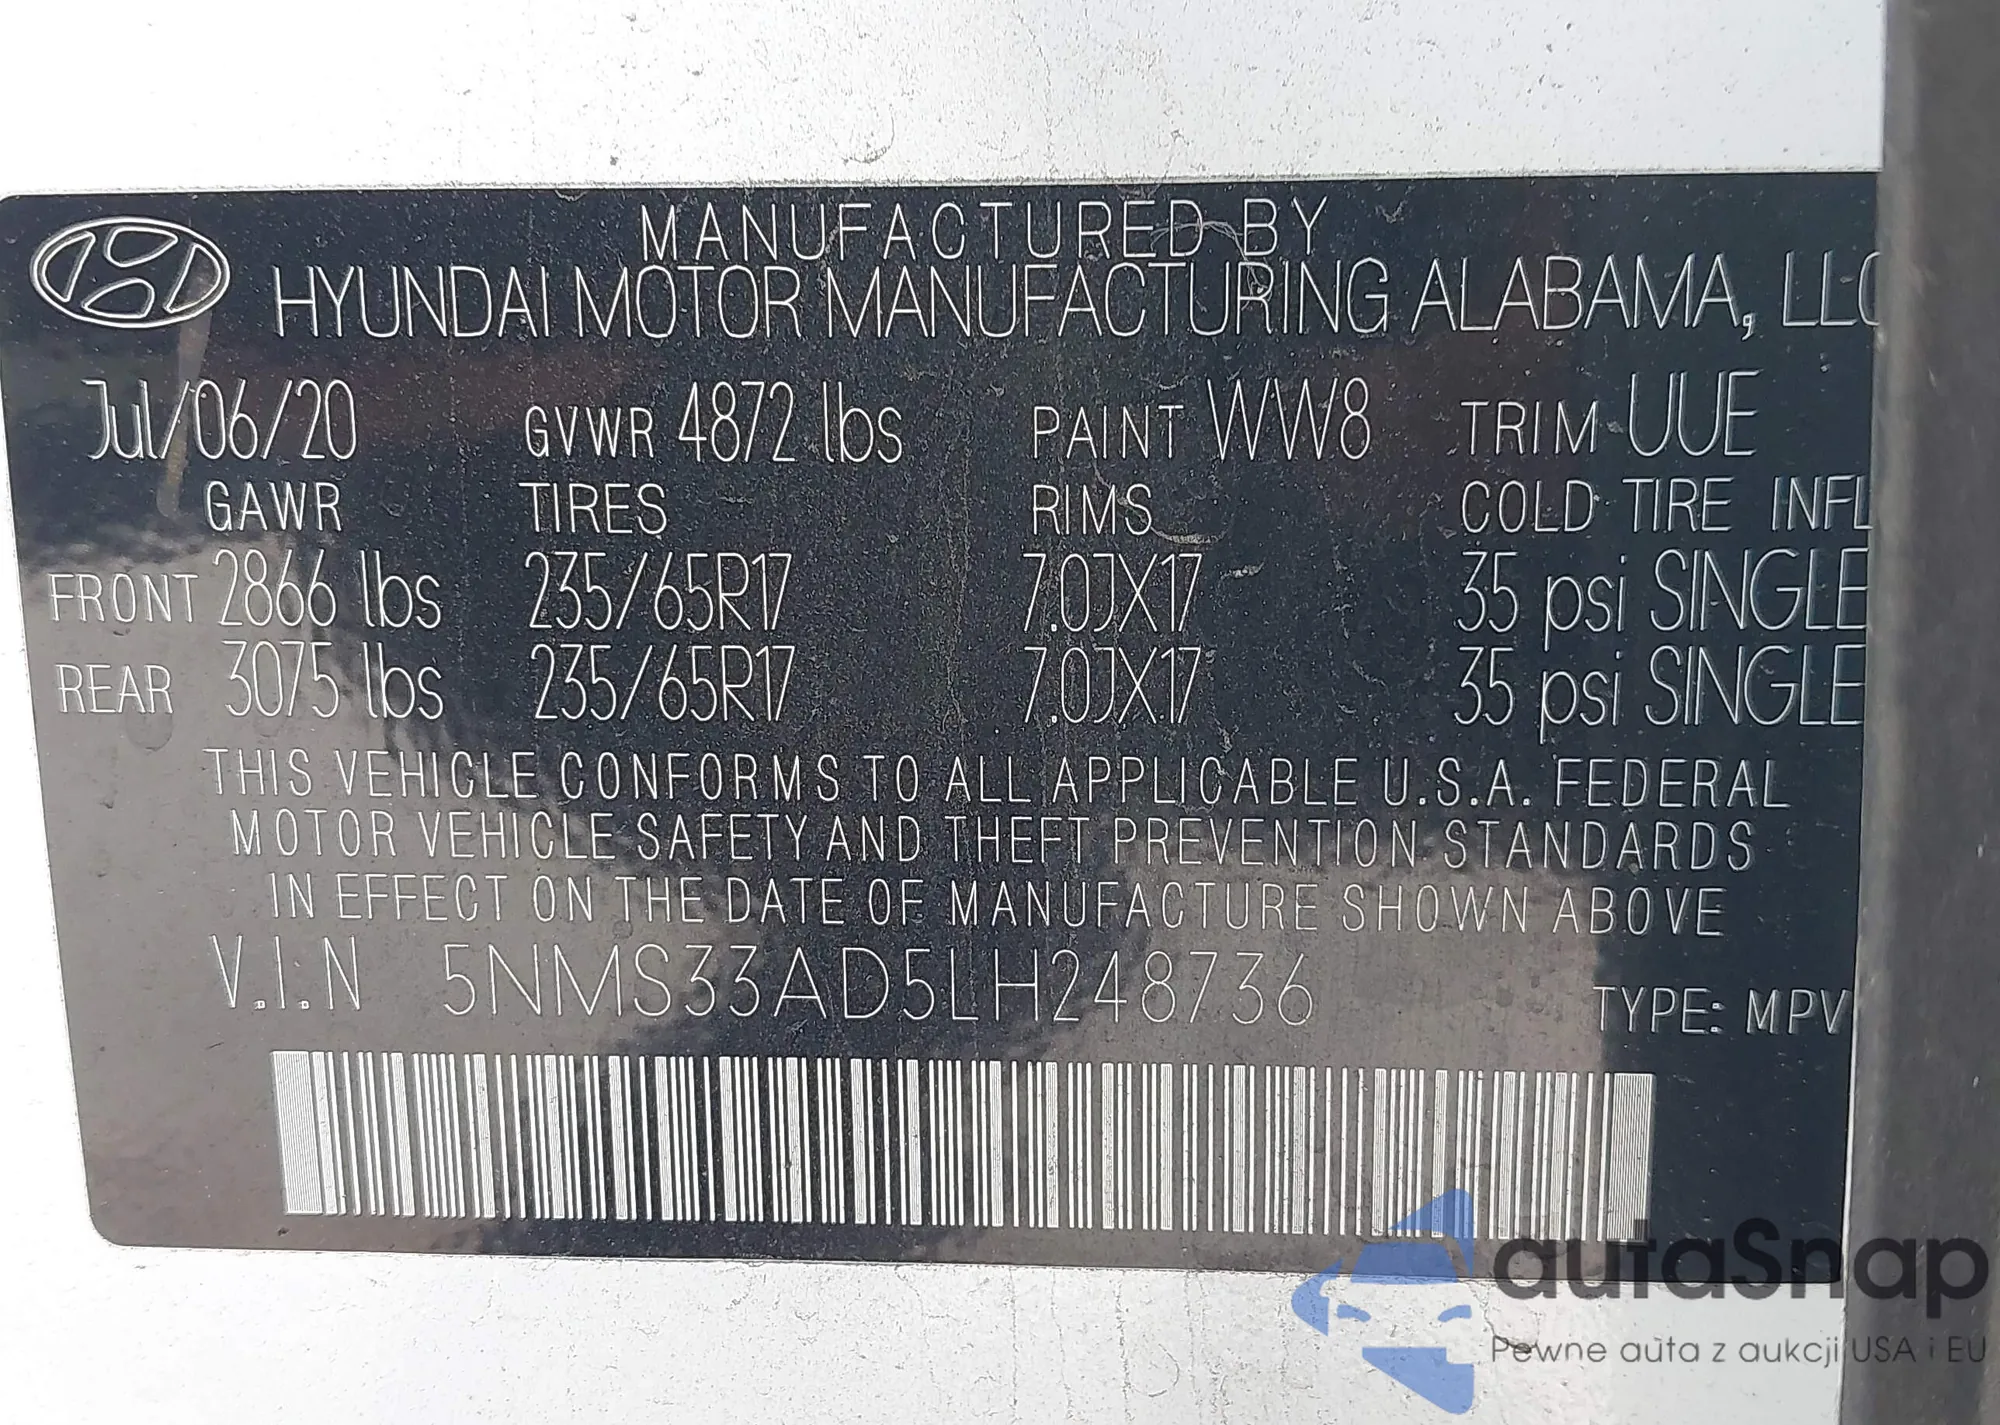 MANUFACTURED BY
HYUNDAI MOTOR MANUFACTURING ALABAMA, LLC
Jul/06/20 GVWR 4872 lbs PAINT WW8 TRIM UUE
GAWR TIRES RIMS COLD TIRE INFL
FRONT 2866 lbs 235/65R17 7.0JX17 35 psi SINGLE
REAR 3075 lbs 235/65R17 7.0JX17 35 psi SINGLE
THIS VEHICLE CONFORMS TO ALL APPLICABLE U.S.A. FEDERAL
MOTOR VEHICLE SAFETY AND THEFT PREVENTION STANDARDS
IN EFFECT ON THE DATE OF MANUFACTURE SHOWN ABOVE
V.I.N 5NMS33AD5LH248736
TYPE: MPV
autaSnap
Pewne auta z aukcji USA i EU